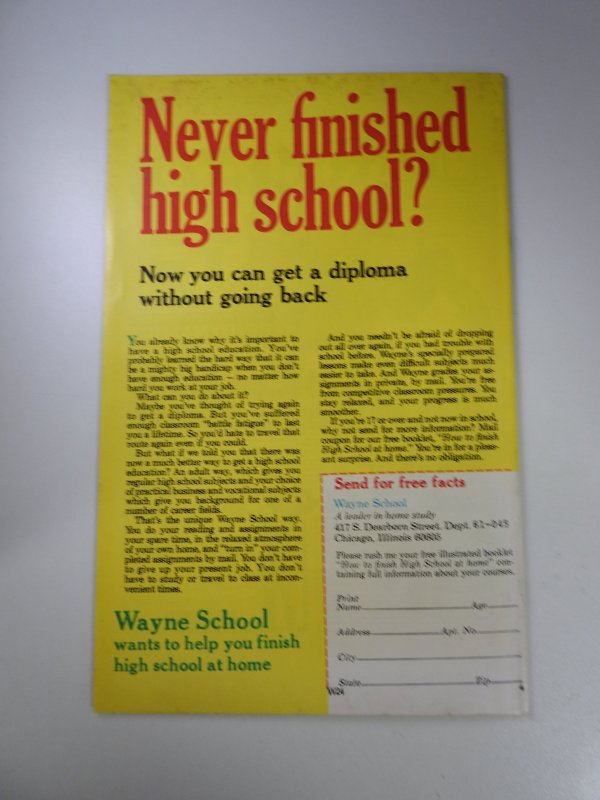 Never finished
high school?
Now you can get a diploma
without going back
You already know why it's important to
have a high school education. You've
probably learned the hard way that it can
be a mighty big handicap when you don't
have enough education — no matter how
hard you work at your job.
What can you do about it?
Maybe you've thought of trying again
to get a diploma. But you've suffered
enough classroom "battle fatigue" to last
you a lifetime. So you'd hate to travel that
route again even if you could.
But what if we told you that there was
now a much better way to get a high school
education? An adult way, which gives you
regular high school subjects and your choice
of practical business and vocational subjects
which give you background for one of a
number of career fields.
That's the unique Wayne School way.
You do your reading and assignments in
your spare time, in the relaxed atmosphere
of your own home, and "turn in" your com-
pleted assignments by mail. You don't have
to give up your present job. You don't
have to study or travel to class at incon-
venient times.
Wayne School
wants to help you finish
high school at home
And you needn't be afraid of dropping
out all over again, if you had trouble with
school before. Wayne's specially prepared
lessons make even difficult subjects much
easier to take. And Wayne grades your as-
signments in private, by mail. You're free
from competitive classroom pressures. You
stay relaxed, and your progress is much
smoother.
If you're 17 or over and not now in school,
why not send for more information? Mail
coupon for our free booklet, "How to finish
High School at home." You're in for a pleas-
ant surprise. And there's no obligation.
Send for free facts
Wayne School
A leader in home study
417 S. Dearborn Street, Dept. 61-243
Chicago, Illinois 60605
Please rush me your free illustrated booklet
"How to finish High School at home" con-
taining full information about your courses.
Print
Name Age
Address Apt. No.
City
State Zip
W24